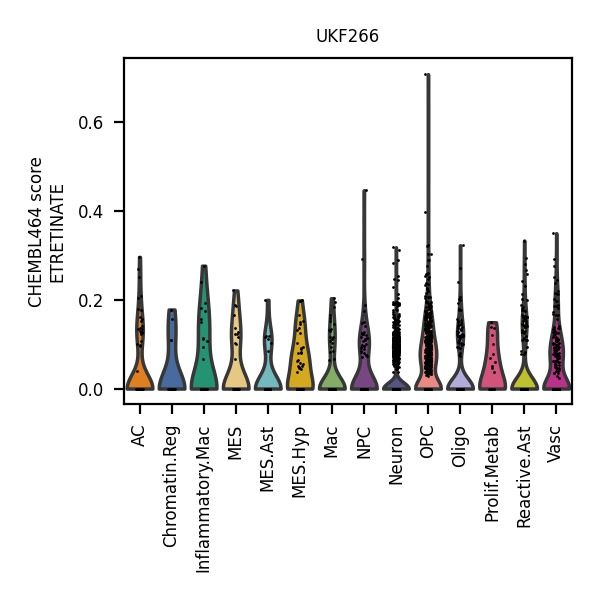 UKF266
CHEMBL464 score
ETRETINATE
0.6
0.4
0.2
0.0
AC
Chromatin.Reg
Inflammatory.Mac
MES
MES.Ast
MES.Hyp
Mac
NPC
Neuron
OPC
Oligo
Prolif.Metab
Reactive.Ast
Vasc